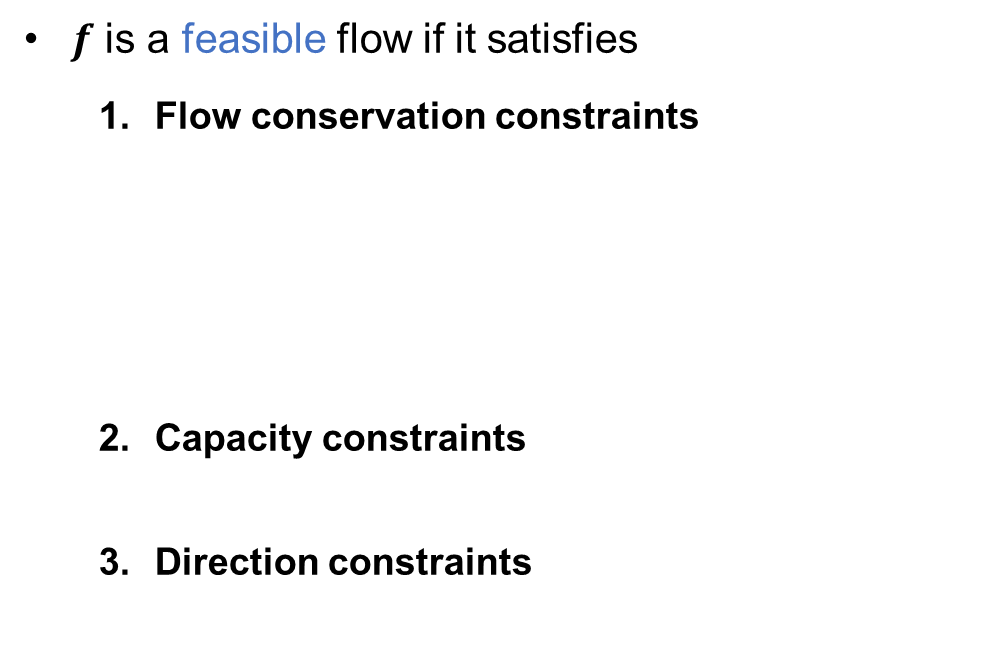 • f is a feasible flow if it satisfies
1. Flow conservation constraints
2. Capacity constraints
3. Direction constraints